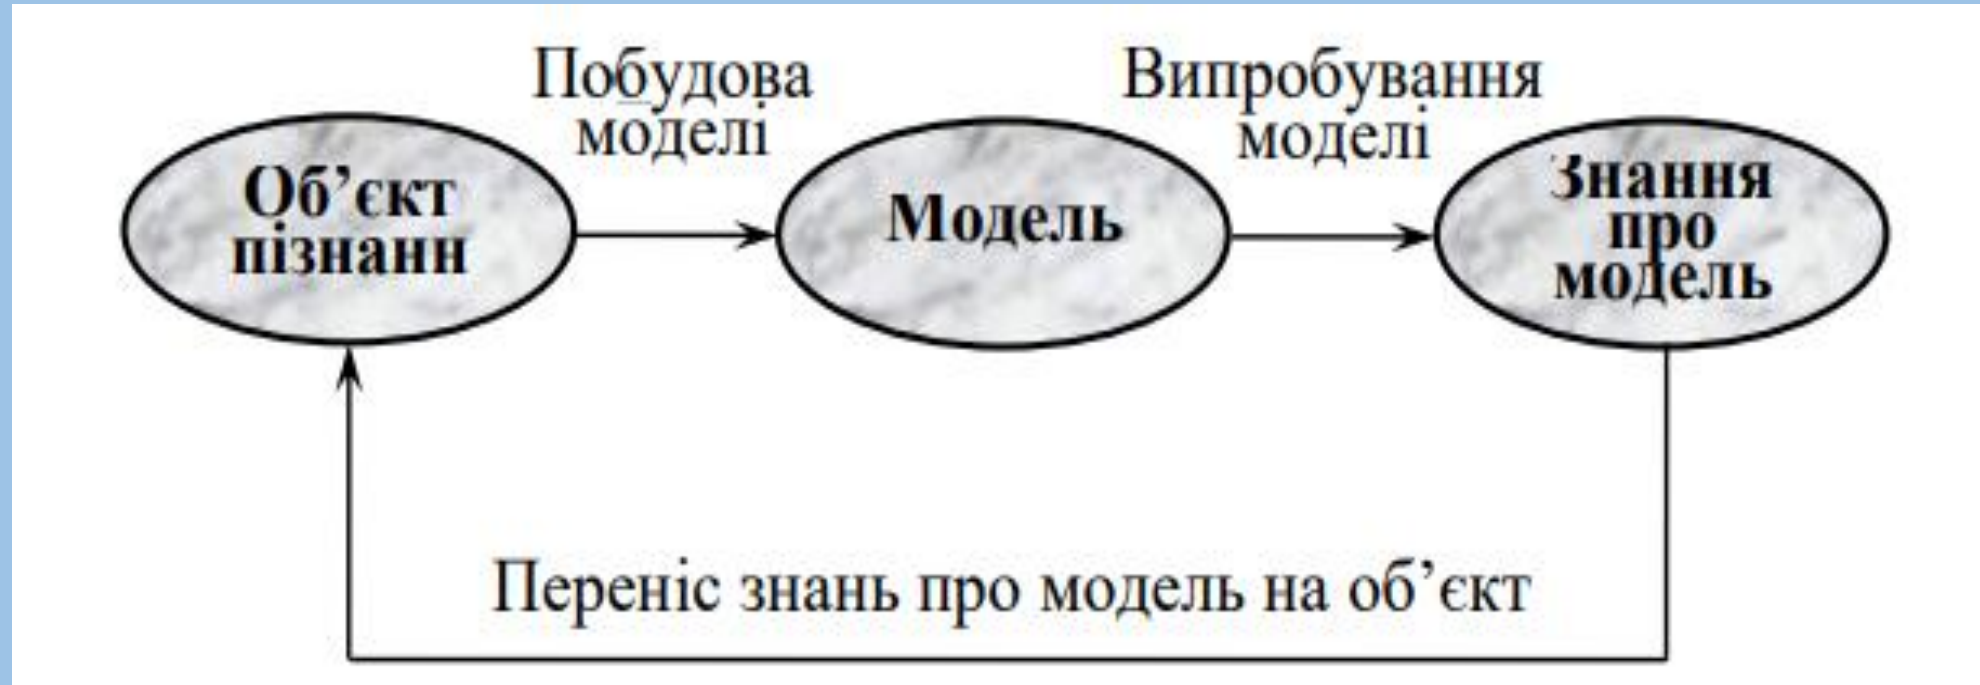 Побудова
моделі
Випробування
моделі
Об’єкт
пізнанн
Модель
Знання
про
модель
Переніс знань про модель на об’єкт